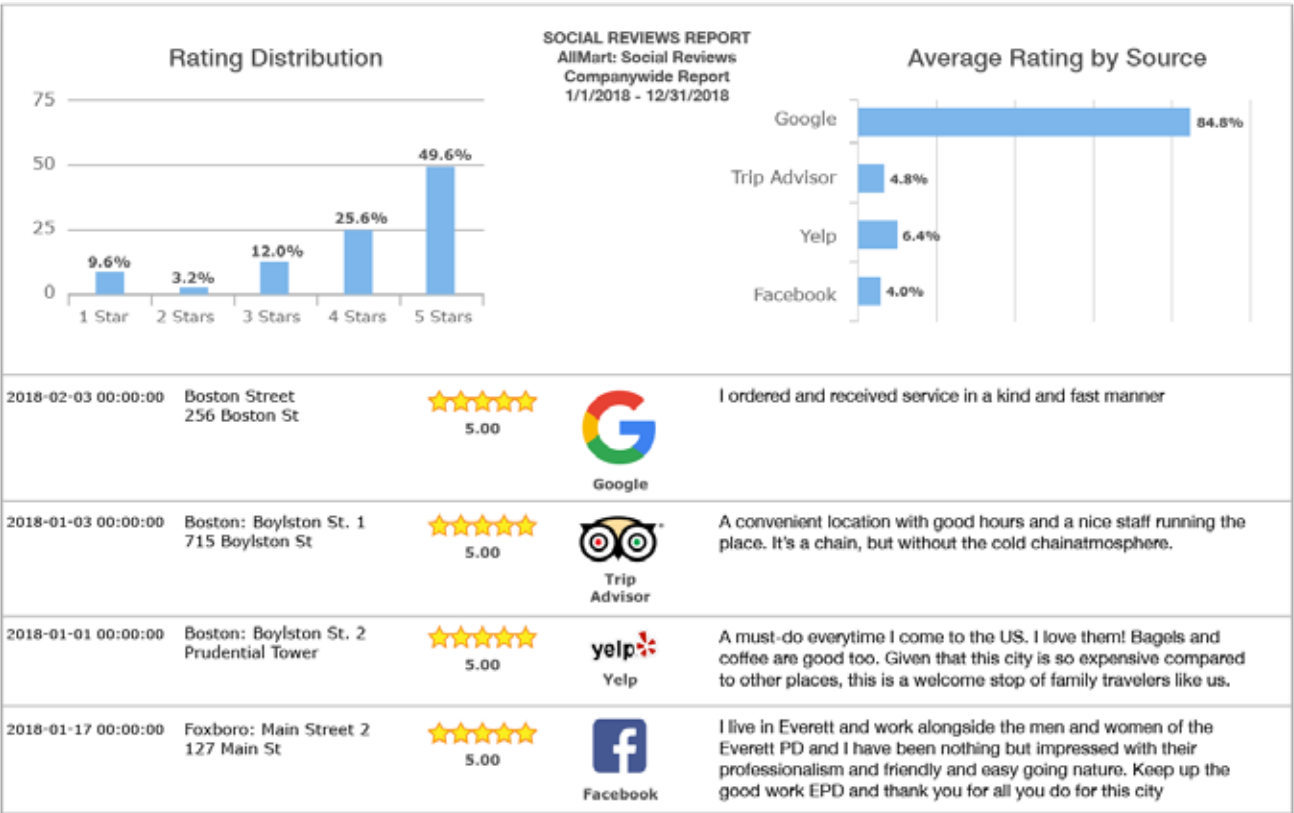 SOCIAL REVIEWS REPORT
AllMart: Social Reviews
Companywide Report
1/1/2018 - 12/31/2018
Rating Distribution
75
50
25
0
9.6%
3.2%
12.0%
25.6%
49.6%
1 Star
2 Stars
3 Stars
4 Stars
5 Stars
Average Rating by Source
Google
84.8%
Trip Advisor
4.8%
Yelp
6.4%
Facebook
4.0%
2018-02-03 00:00:00
Boston Street
256 Boston St
5.00
Google
I ordered and received service in a kind and fast manner
2018-01-03 00:00:00
Boston: Boylston St. 1
715 Boylston St
5.00
Trip
Advisor
A convenient location with good hours and a nice staff running the
place. It's a chain, but without the cold chainatmosphere.
2018-01-01 00:00:00
Boston: Boylston St. 2
Prudential Tower
5.00
yelp
Yelp
A must-do everytime I come to the US. I love them! Bagels and
coffee are good too. Given that this city is so expensive compared
to other places, this is a welcome stop of family travelers like us.
2018-01-17 00:00:00
Foxboro: Main Street 2
127 Main St
5.00
Facebook
I live in Everett and work alongside the men and women of the
Everett PD and I have been nothing but impressed with their
professionalism and friendly and easy going nature. Keep up the
good work EPD and thank you for all you do for this city